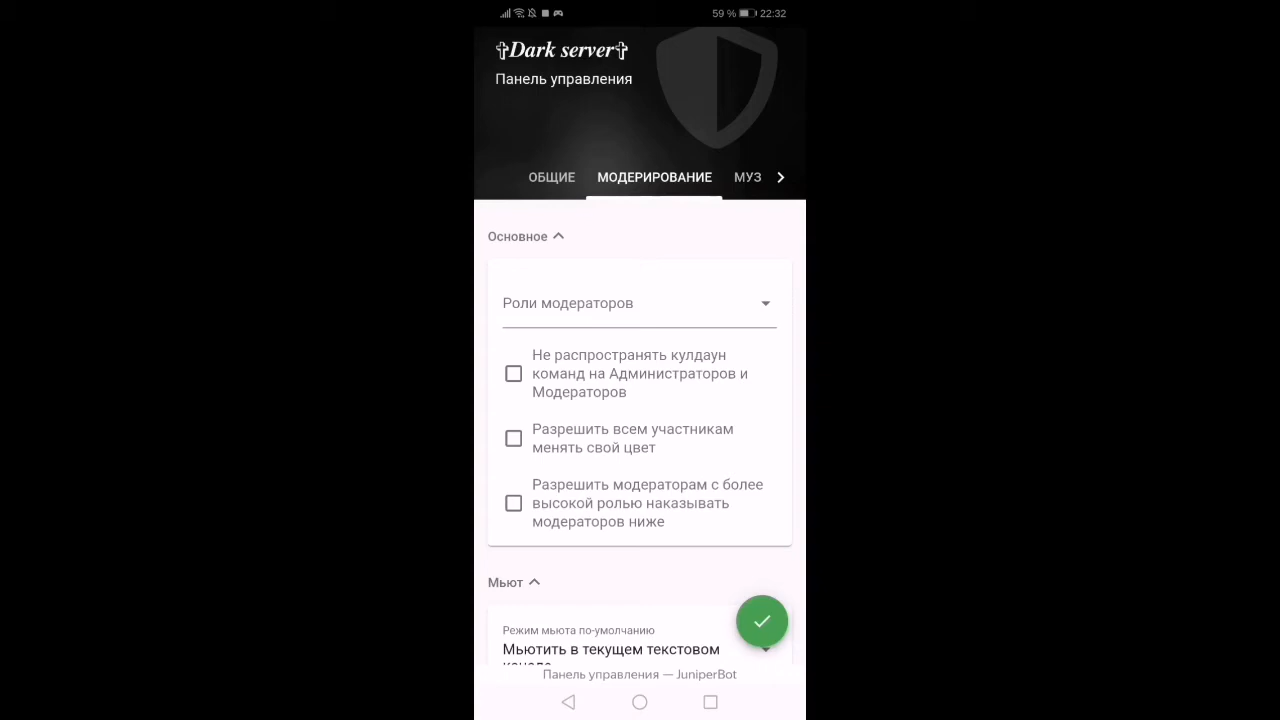 59 % 22:32
✞Dark server✞
Панель управления
ОБЩИЕ МОДЕРИРОВАНИЕ МУЗ
Основное
Роли модераторов
Не распространять кулдаун
команд на Администраторов и
Модераторов
Разрешить всем участникам
менять свой цвет
Разрешить модераторам с более
высокой ролью наказывать
модераторов ниже
Мьют
Режим мьюта по-умолчанию
Мьютить в текущем текстовом
канале
Панель управления — JuniperBot